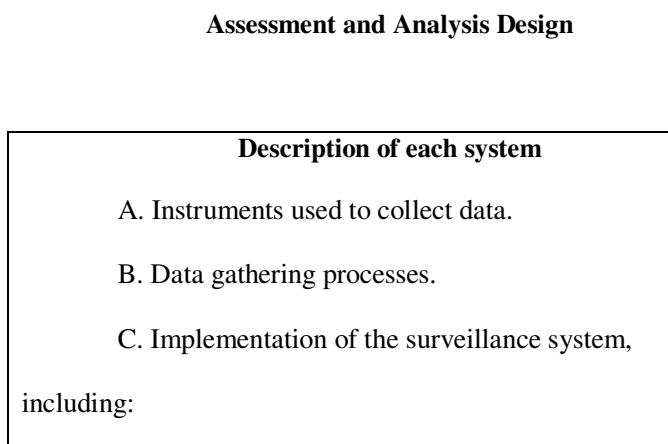 Assessment and Analysis Design
Description of each system
A. Instruments used to collect data.
B. Data gathering processes.
C. Implementation of the surveillance system,
including: